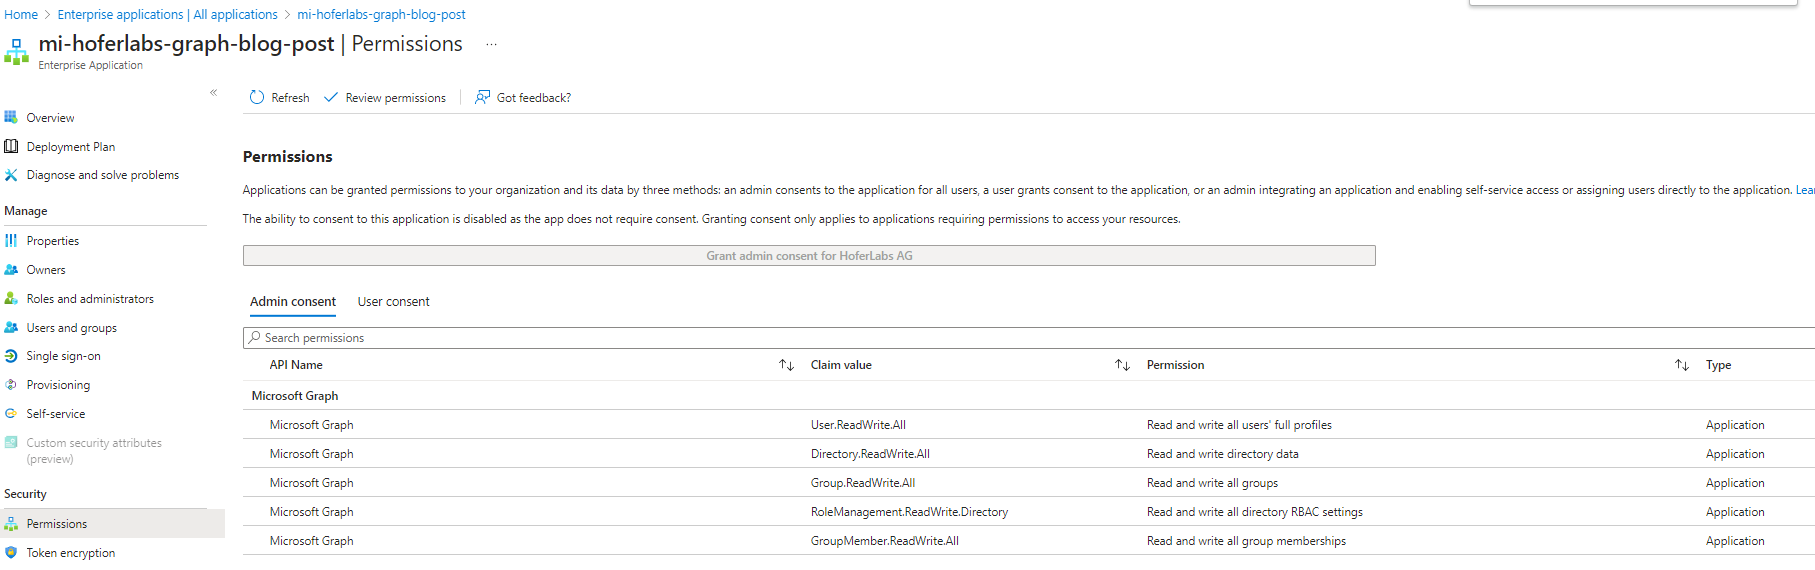 Home > Enterprise applications | All applications > mi-hoferlabs-graph-blog-post
mi-hoferlabs-graph-blog-post | Permissions ...
Enterprise Application
«
Overview
Deployment Plan
Diagnose and solve problems
Manage
Properties
Owners
Roles and administrators
Users and groups
Single sign-on
Provisioning
Self-service
Custom security attributes
(preview)
Security
Permissions
Token encryption
Refresh Review permissions Got feedback?
Permissions
Applications can be granted permissions to your organization and its data by three methods: an admin consents to the application for all users, a user grants consent to the application, or an admin integrating an application and enabling self-service access or assigning users directly to the application. Lear
The ability to consent to this application is disabled as the app does not require consent. Granting consent only applies to applications requiring permissions to access your resources.
Grant admin consent for HoferLabs AG
Admin consent User consent
Search permissions
API Name Claim value Permission Type
Microsoft Graph
Microsoft Graph User.ReadWrite.All Read and write all users' full profiles Application
Microsoft Graph Directory.ReadWrite.All Read and write directory data Application
Microsoft Graph Group.ReadWrite.All Read and write all groups Application
Microsoft Graph RoleManagement.ReadWrite.Directory Read and write all directory RBAC settings Application
Microsoft Graph GroupMember.ReadWrite.All Read and write all group memberships Application